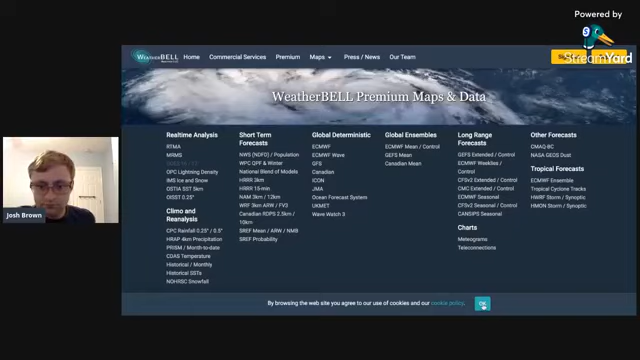 Powered by
StreamYard
WeatherBELL
Home
Commercial Services
Premium
Maps
Press / News
Our Team
WeatherBELL Premium Maps & Data
Realtime Analysis
RTMA
MRMS
OPC Lightning Density
IMS Ice and Snow
OSTIA SST 5km
OISST 0.25°
Climo and
Reanalysis
CPC Rainfall 0.25° / 0.5°
HRAP 4km Precipitation
PRISM / Month-to-date
CDAS Temperature
Historical / Monthly
Historical SSTs
NOHRSC Snowfall
Short Term
Forecasts
NWS (NDFD) / Population
WPC QPF & Winter
National Blend of Models
HRRR 3km
HRRR 15-min
NAM 3km / 12km
WRF 3km ARW / FV3
Canadian RDPS 2.5km /
10km
SREF Mean / ARW / NMB
SREF Probability
Global Deterministic
ECMWF
ECMWF Wave
GFS
Canadian
ICON
JMA
Ocean Forecast System
UKMET
Wave Watch 3
Global Ensembles
ECMWF Mean / Control
GEFS Mean
Canadian Mean
Long Range
Forecasts
GEFS Extended / Control
ECMWF Weeklies /
Control
CFSv2 Extended / Control
CMC Extended / Control
ECMWF Seasonal
CFSv2 Seasonal / Control
CANSIPS Seasonal
Charts
Meteograms
Teleconnections
Other Forecasts
CMAQ-BC
NASA GEOS Dust
Tropical Forecasts
ECMWF Ensemble
Tropical Cyclone Tracks
HWRF Storm / Synoptic
HMON Storm / Synoptic
Josh Brown
By browsing the web site you agree to our use of cookies and our cookie policy.
OK